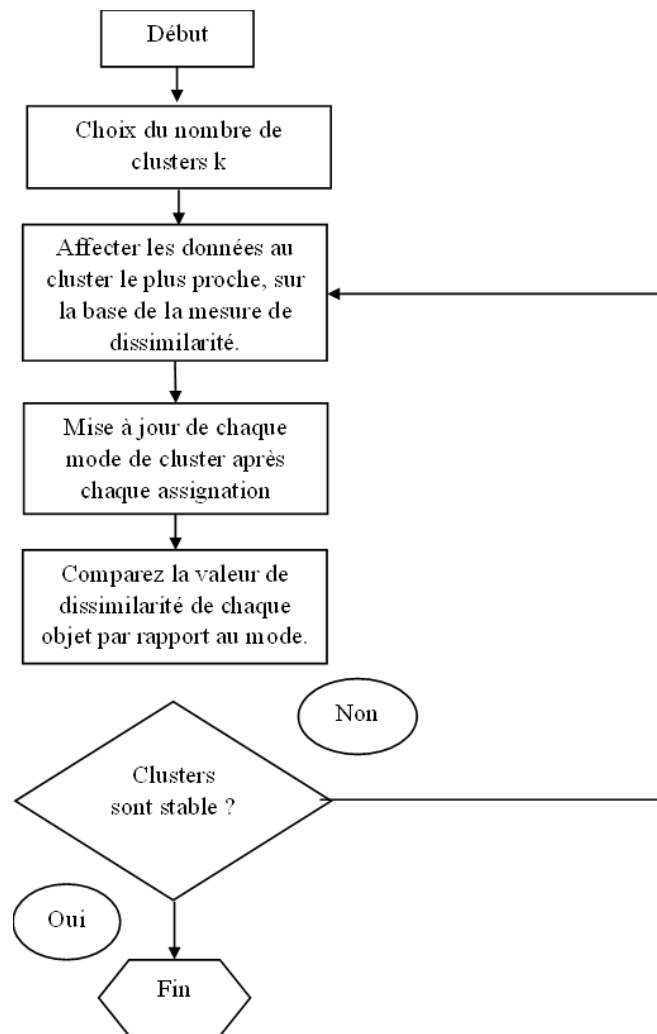 Début
Choix du nombre de
clusters k
Affecter les données au
cluster le plus proche, sur
la base de la mesure de
dissimilarité.
Mise à jour de chaque
mode de cluster après
chaque assignation
Comparez la valeur de
dissimilarité de chaque
objet par rapport au mode.
Non
Clusters
sont stable ?
Oui
Fin